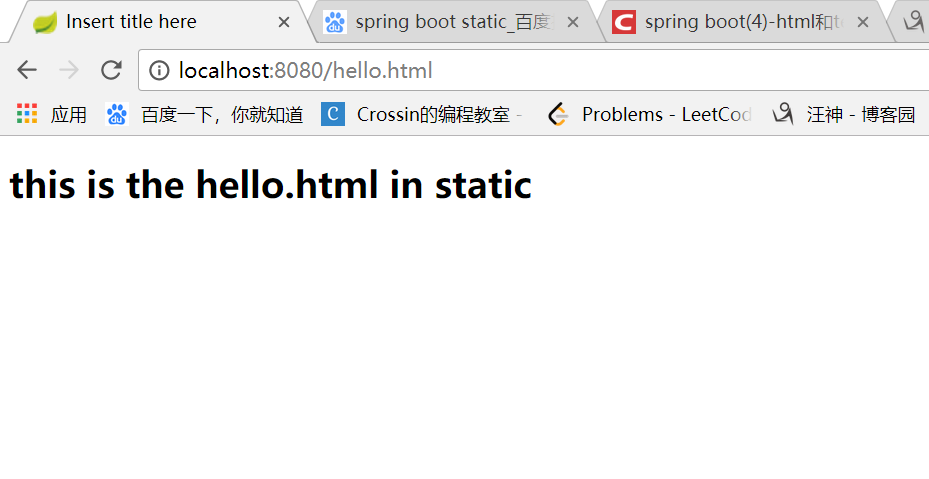 Insert title here spring boot static_百度 spring boot(4)-html和t
localhost:8080/hello.html
应用 百度一下，你就知道 C Crossin的编程教室 - Problems - LeetCod 汪神 - 博客园
this is the hello.html in static